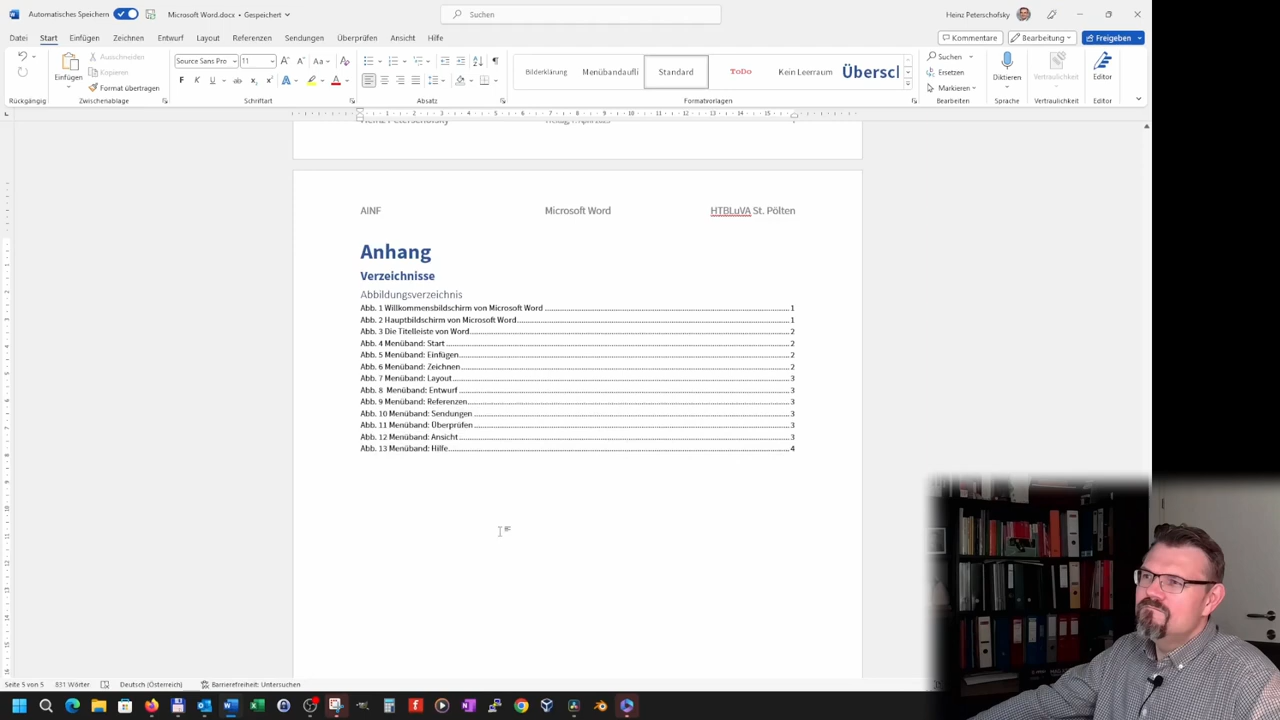 Automatisches Speichern Microsoft Word.docx • Gespeichert Suchen Heinz Peterschofsky
Datei Start Einfügen Zeichnen Entwurf Layout Referenzen Sendungen Überprüfen Ansicht Hilfe Kommentare Bearbeitung Freigeben
Einfügen Ausschneiden Kopieren Format übertragen
Source Sans Pro 11
Bilderklärung Menübandaufli Standard ToDo Kein Leerraum Überscl
Suchen Ersetzen Markieren Diktieren Vertraulichkeit Editor
Rückgängig Zwischenablage Schriftart Absatz Formatvorlagen Bearbeiten Sprache Vertraulichkeit Editor
AINF Microsoft Word HTBLuVA St. Pölten
Anhang
Verzeichnisse
Abbildungsverzeichnis
Abb. 1 Willkommensbildschirm von Microsoft Word 1
Abb. 2 Hauptbildschirm von Microsoft Word 1
Abb. 3 Die Titelleiste von Word 2
Abb. 4 Menüband: Start 2
Abb. 5 Menüband: Einfügen 2
Abb. 6 Menüband: Zeichnen 2
Abb. 7 Menüband: Layout 3
Abb. 8 Menüband: Entwurf 3
Abb. 9 Menüband: Referenzen 3
Abb. 10 Menüband: Sendungen 3
Abb. 11 Menüband: Überprüfen 3
Abb. 12 Menüband: Ansicht 3
Abb. 13 Menüband: Hilfe 4
Seite 5 von 5 831 Wörter Deutsch (Österreich) Barrierefreiheit: Untersuchen